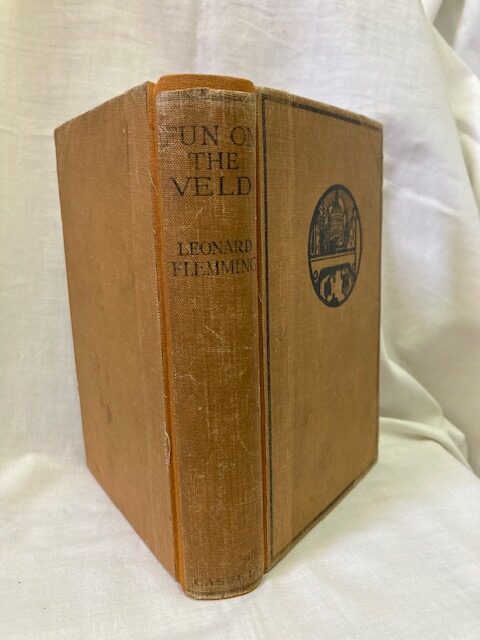 FUN ON
THE
VELD
LEONARD
FLEMMING
CASSELL